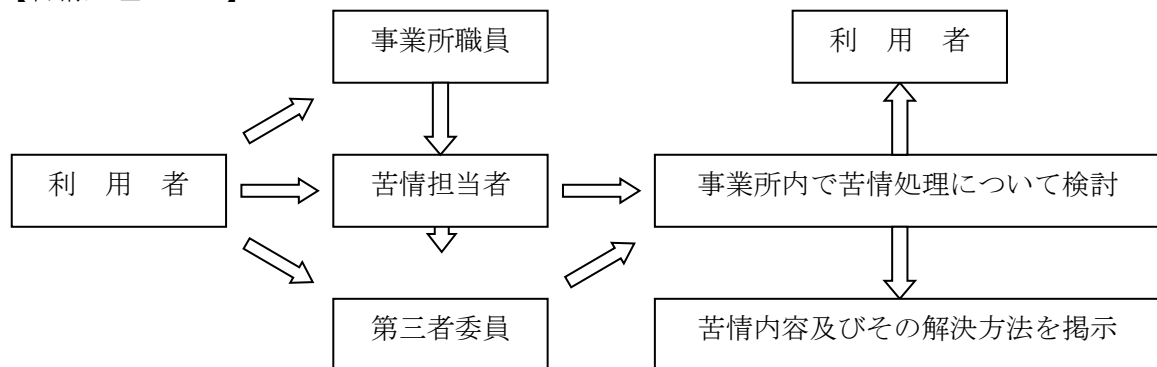 事業所職員
利　用　者
利　用　者
苦情担当者
事業所内で苦情処理について検討
第三者委員
苦情内容及びその解決方法を掲示